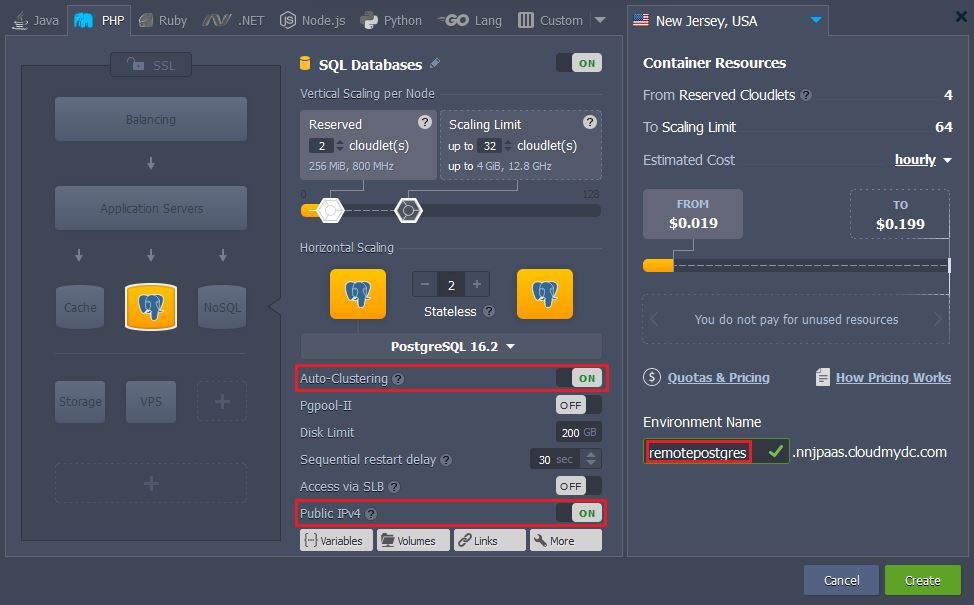 Java
PHP
Ruby
.NET
Node.js
Python
GO Lang
Custom
SSL
Balancing
Application Servers
Cache
NoSQL
Storage
VPS
SQL Databases
ON
Vertical Scaling per Node
Reserved ?
2 cloudlet(s)
256 MiB, 800 MHz
Scaling Limit ?
up to 32 cloudlet(s)
up to 4 GiB, 12.8 GHz
0
128
Horizontal Scaling
2
Stateless ?
PostgreSQL 16.2
Auto-Clustering ? ON
Pgpool-II OFF
Disk Limit 200 GB
Sequential restart delay ? 30 sec
Access via SLB ? OFF
Public IPv4 ? ON
Variables
Volumes
Links
More
New Jersey, USA
Container Resources
From Reserved Cloudlets ? 4
To Scaling Limit 64
Estimated Cost hourly
FROM
$0.019
TO
$0.199
You do not pay for unused resources
$ Quotas & Pricing
How Pricing Works
Environment Name
remotepostgres .nnjpaas.cloudmydc.com
Cancel
Create